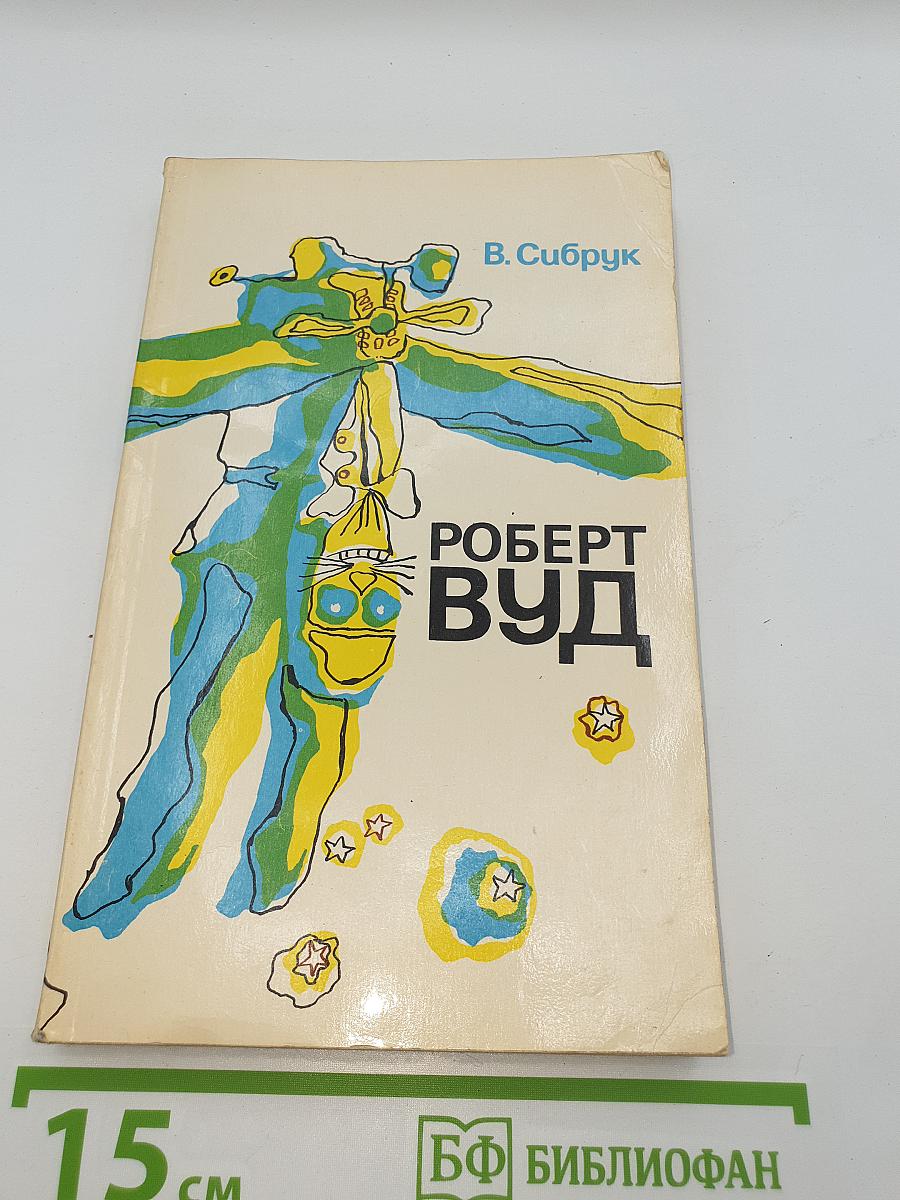 В. Сибрук
РОБЕРТ
ВУД
15 см
БФ БИБЛИОФАН